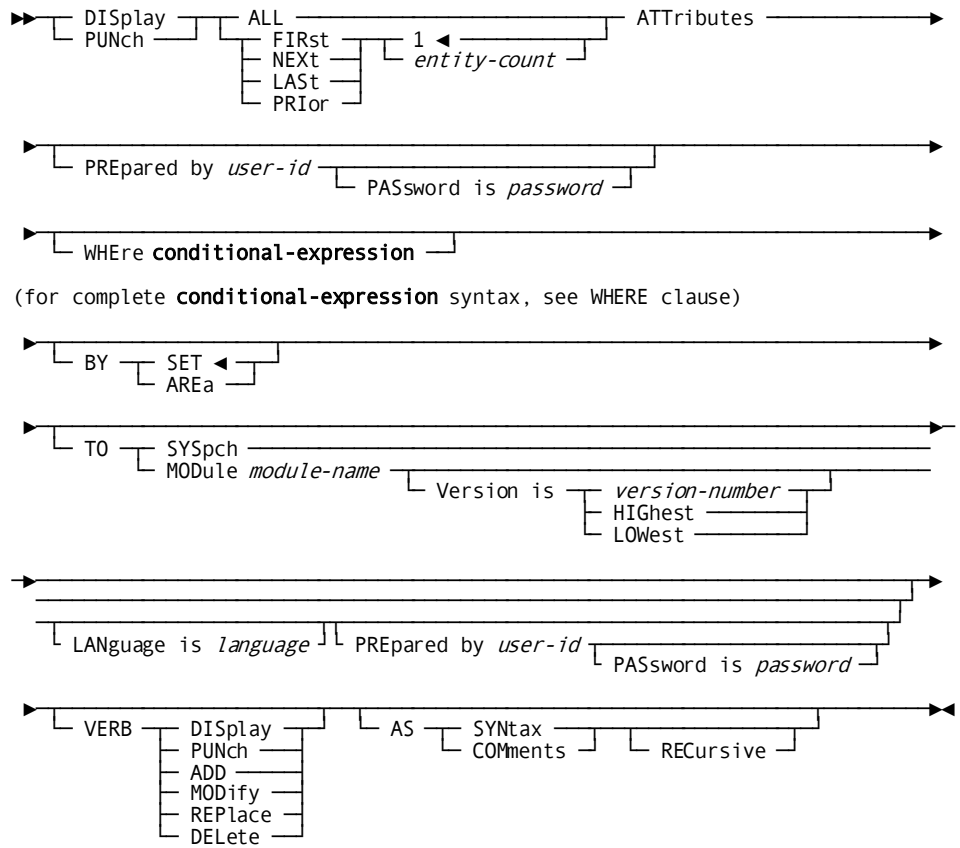 DISplay ALL ATTributes
PUNch FIRst 1
NEXt entity-count
LASt
PRIor
PREpared by user-id
PASsword is password
WHEre conditional-expression
(for complete conditional-expression syntax, see WHERE clause)
BY SET
AREa
TO SYSpch
MODule module-name
Version is version-number
HIGhest
LOWest
LANguage is language PREpared by user-id
PASsword is password
VERB DISplay AS SYNtax
PUNch COMments RECursive
ADD
MODify
REPlace
DELete